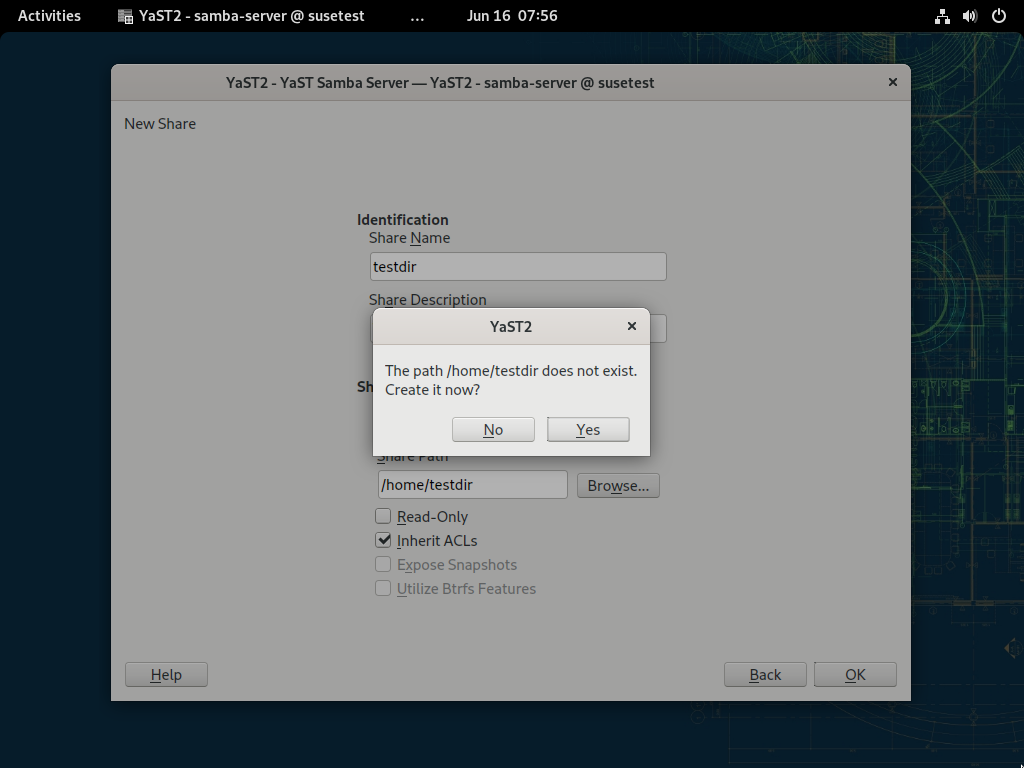 Activities YaST2 - samba-server @ susetest ... Jun 16 07:56
YaST2 - YaST Samba Server — YaST2 - samba-server @ susetest
New Share
Identification
Share Name
testdir
Share Description
YaST2
The path /home/testdir does not exist.
Create it now?
No Yes
Sh
Share Path
/home/testdir Browse...
Read-Only
Inherit ACLs
Expose Snapshots
Utilize Btrfs Features
Help Back OK